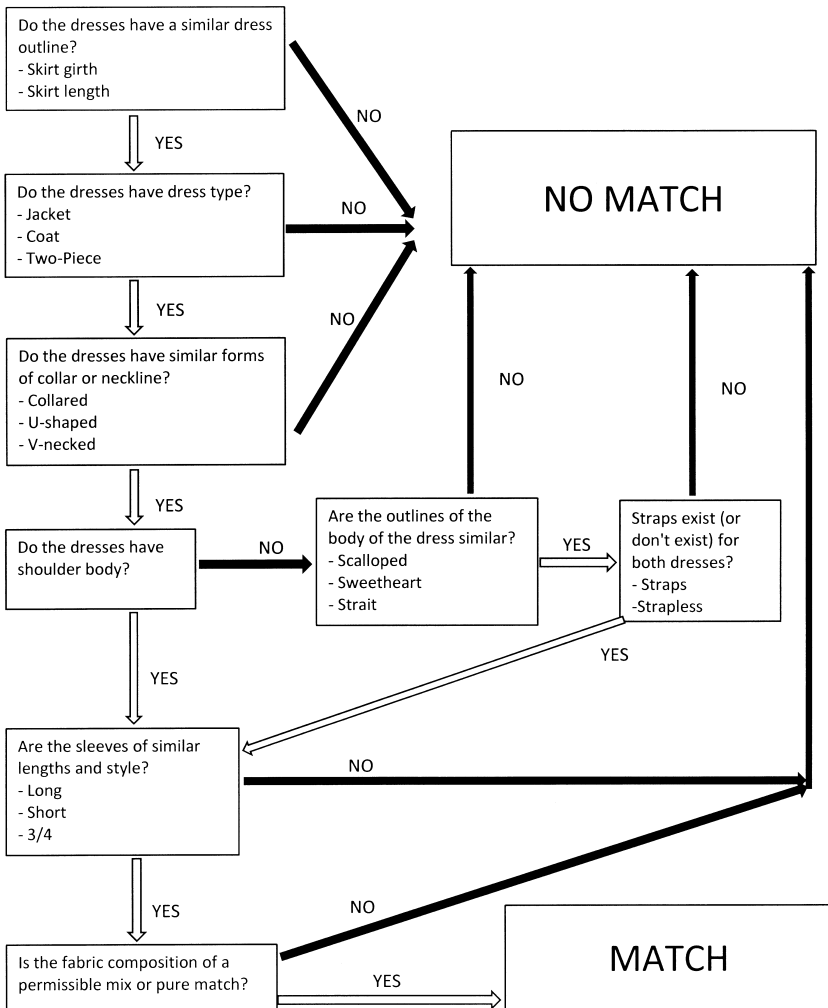 Do the dresses have a similar dress
outline?
- Skirt girth
- Skirt length
NO
YES
NO MATCH
Do the dresses have dress type?
- Jacket
- Coat
- Two-Piece
NO
YES
Do the dresses have similar forms
of collar or neckline?
- Collared
- U-shaped
- V-necked
NO
NO
NO
YES
Do the dresses have
shoulder body?
NO
Are the outlines of the
body of the dress similar?
- Scalloped
- Sweetheart
- Strait
YES
Straps exist (or
don't exist) for
both dresses?
- Straps
-Strapless
YES
YES
Are the sleeves of similar
lengths and style?
- Long
- Short
- 3/4
NO
YES
NO
Is the fabric composition of a
permissible mix or pure match?
YES
MATCH